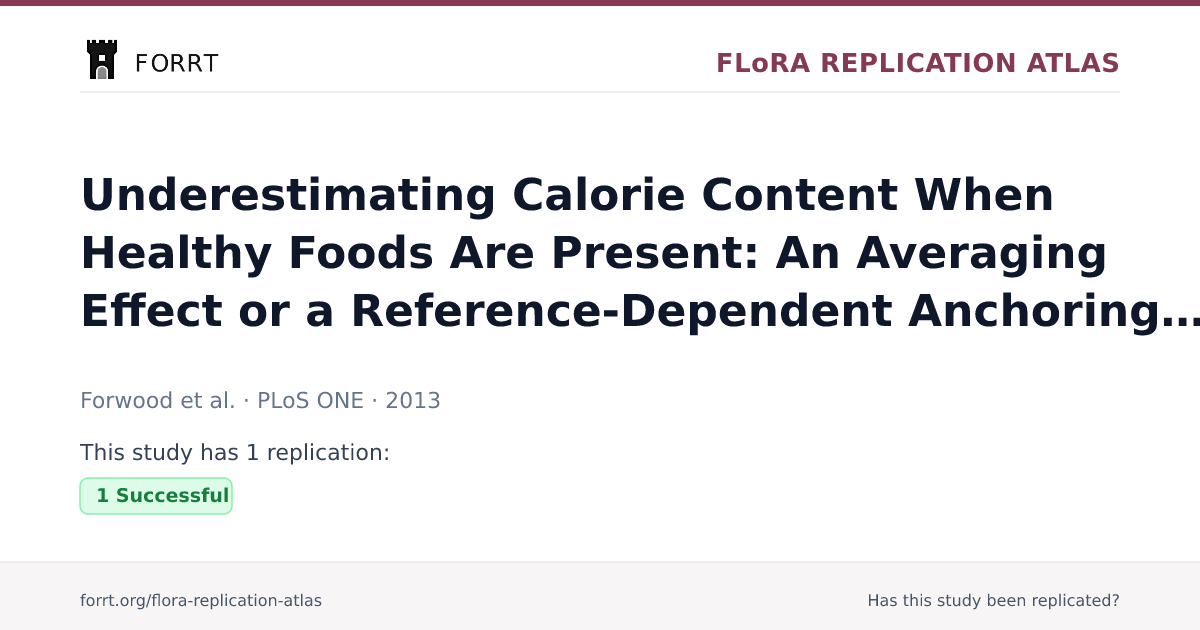 FORRT
FLoRA REPLICATION ATLAS
Underestimating Calorie Content When
Healthy Foods Are Present: An Averaging
Effect or a Reference-Dependent Anchoring…
Forwood et al. · PLoS ONE · 2013
This study has 1 replication:
1 Successful
forrt.org/flora-replication-atlas
Has this study been replicated?